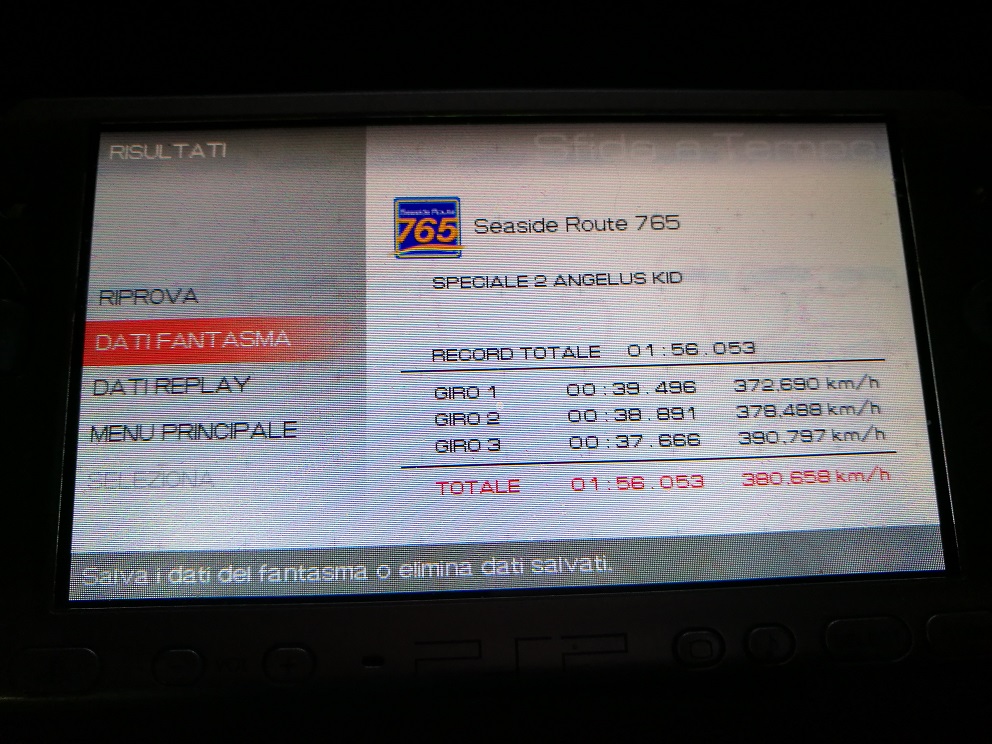 RISULTATI
Sfida a Tempo
Seaside Route
765
Seaside Route 765
SPECIALE 2 ANGELUS KID
RIPROVA
DATI FANTASMA
DATI REPLAY
MENU PRINCIPALE
SELEZIONA
RECORD TOTALE 01:56.053
GIRO 1 00:39.496 372.690 km/h
GIRO 2 00:38.891 378.488 km/h
GIRO 3 00:37.666 390.797 km/h
TOTALE 01:56.053 380.658 km/h
Salva i dati del fantasma o elimina dati salvati.
PSP